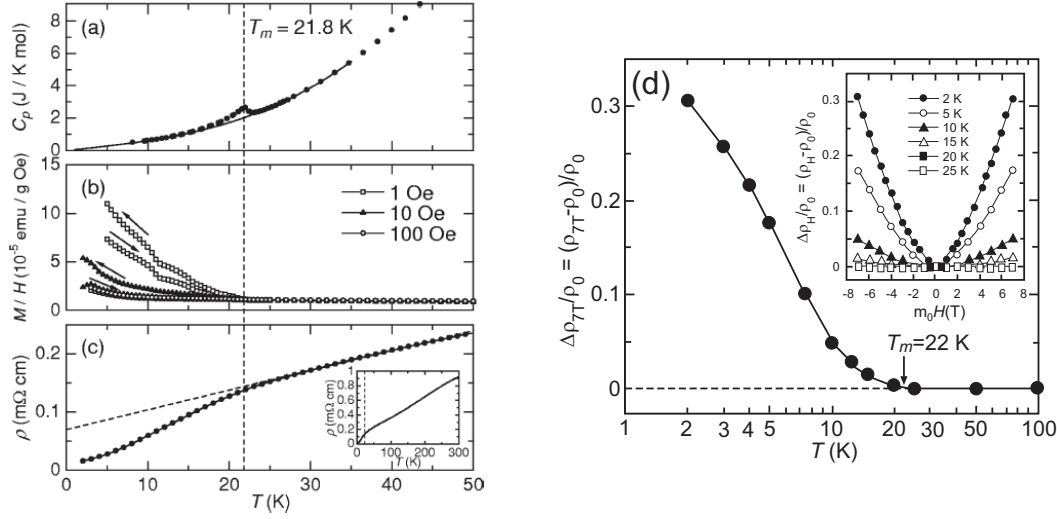 (a)
T_m = 21.8 K
C_p (J / K mol)
8
6
4
2
0
(b)
1 Oe
10 Oe
100 Oe
M / H (10^-5 emu / g Oe)
15
10
5
0
(c)
ρ (mΩ cm)
0.2
0.1
0
0 10 20 30 40 50
T (K)
ρ (mΩ cm)
1
0.8
0.6
0.4
0.2
0
0 100 200 300
T (K)
(d)
Δρ_7T/ρ_0 = (ρ_7T-ρ_0)/ρ_0
0.3
0.2
0.1
0
T_m=22 K
1 2 3 4 5 10 20 30 50 100
T (K)
Δρ_H/ρ_0 = (ρ_H-ρ_0)/ρ_0
0.3
0.2
0.1
0
2 K
5 K
10 K
15 K
20 K
25 K
-8 -6 -4 -2 0 2 4 6 8
m_0H(T)